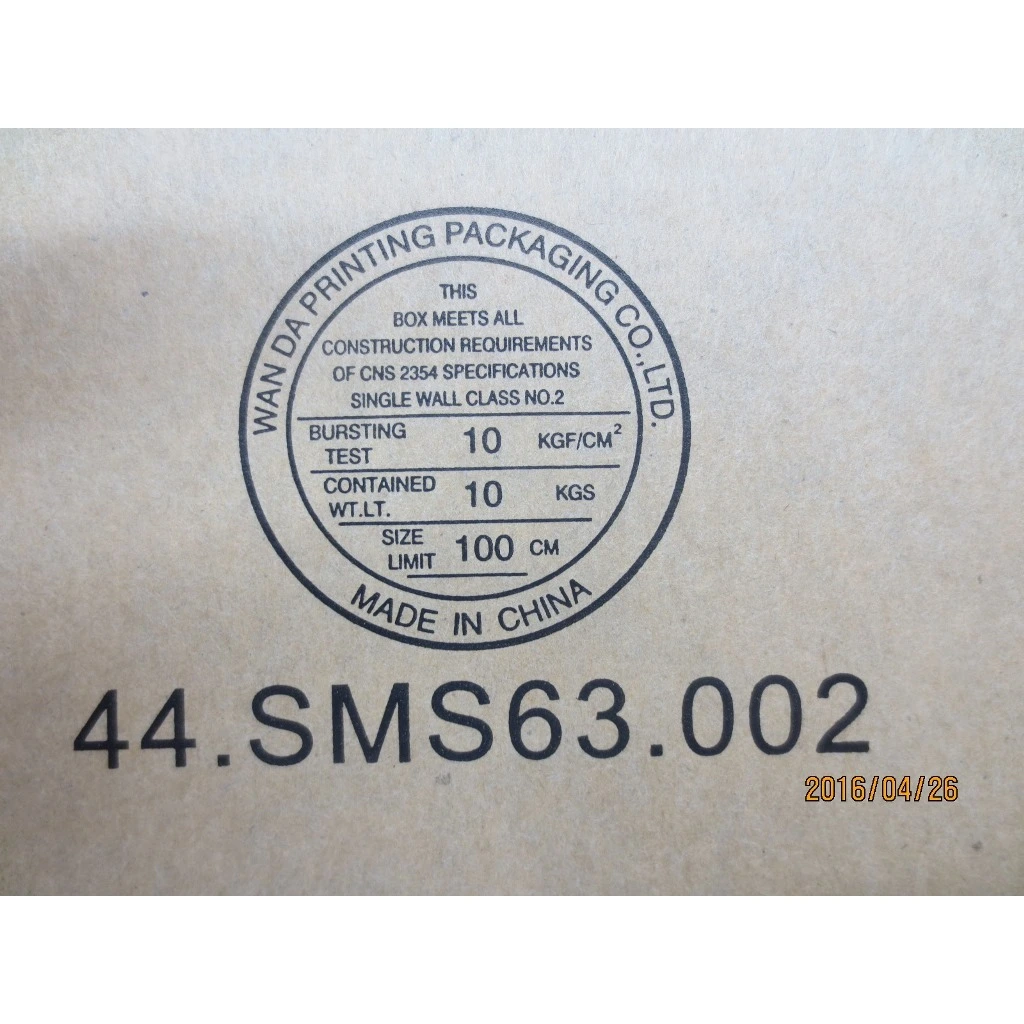 WAN DA PRINTING PACKAGING CO.,LTD.
THIS
BOX MEETS ALL
CONSTRUCTION REQUIREMENTS
OF CNS 2354 SPECIFICATIONS
SINGLE WALL CLASS NO.2
BURSTING TEST 10 KGF/CM²
CONTAINED WT.LT. 10 KGS
SIZE LIMIT 100 CM
MADE IN CHINA
44.SMS63.002
2016/04/26